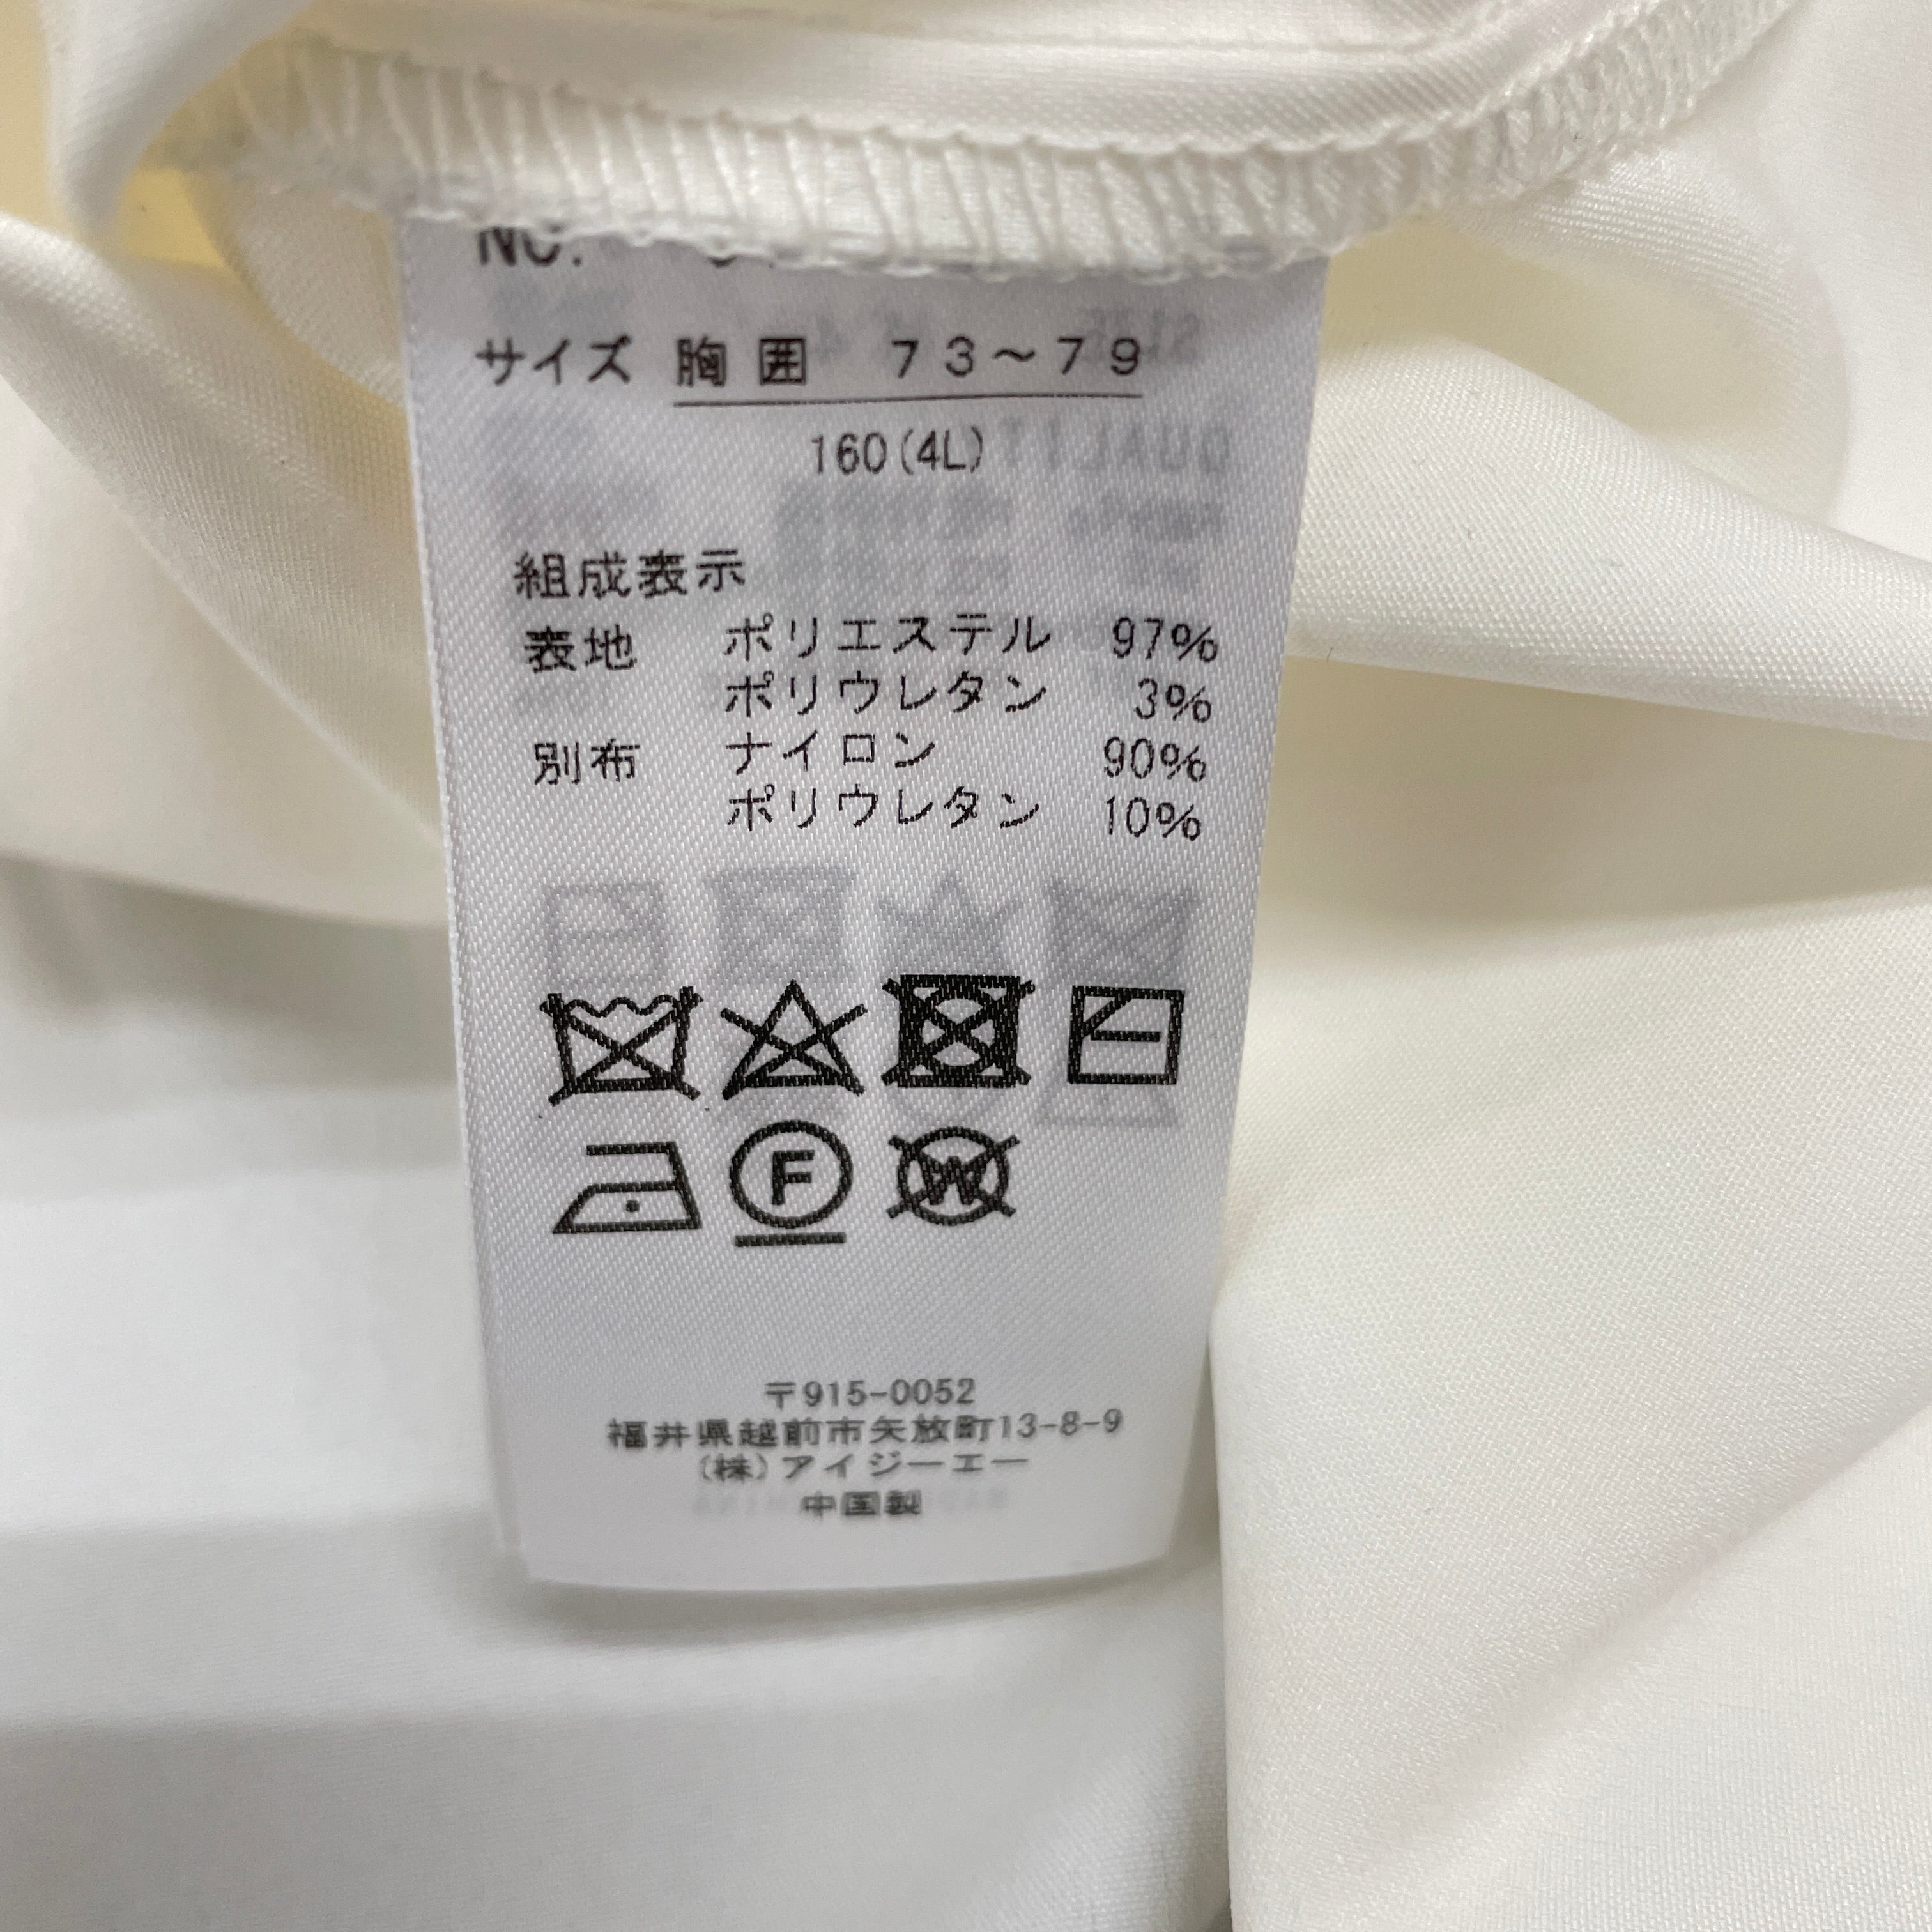 NO.
サイズ 胸囲 73～79
160(4L)
組成表示
表地 ポリエステル 97%
ポリウレタン 3%
別布 ナイロン 90%
ポリウレタン 10%
F W
〒915-0052
福井県越前市矢放町13-8-9
(株)アイジーエー
中国製